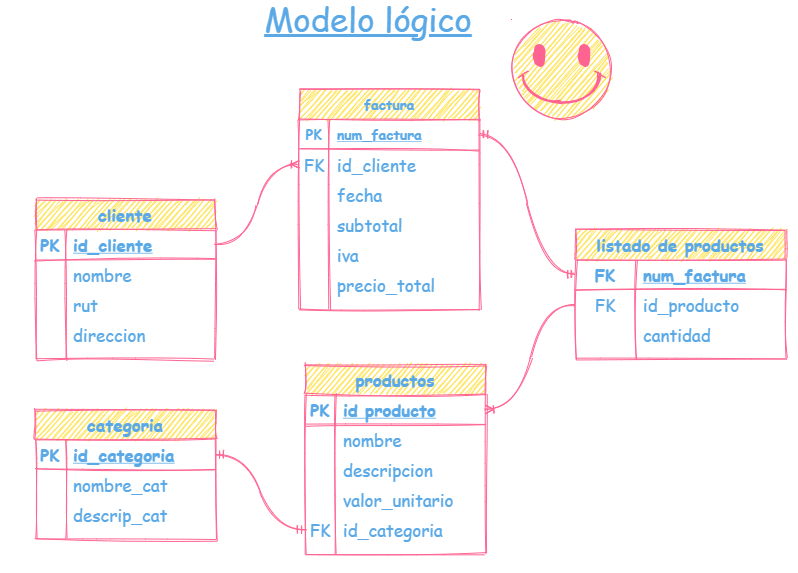 Modelo lógico
factura
PK num_factura
FK id_cliente
fecha
subtotal
iva
precio_total
cliente
PK id_cliente
nombre
rut
direccion
listado de productos
FK num_factura
FK id_producto
cantidad
productos
PK id_producto
nombre
descripcion
valor_unitario
FK id_categoria
categoria
PK id_categoria
nombre_cat
descrip_cat